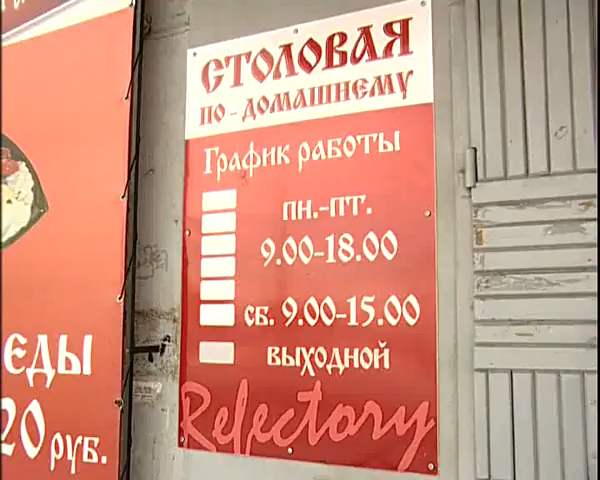 СТОЛОВАЯ
ПО-ДОМАШНЕМУ
График работы
пн.-пт.
9.00-18.00
сб. 9.00-15.00
выходной
Refectory
ЕДЫ
20 руб.